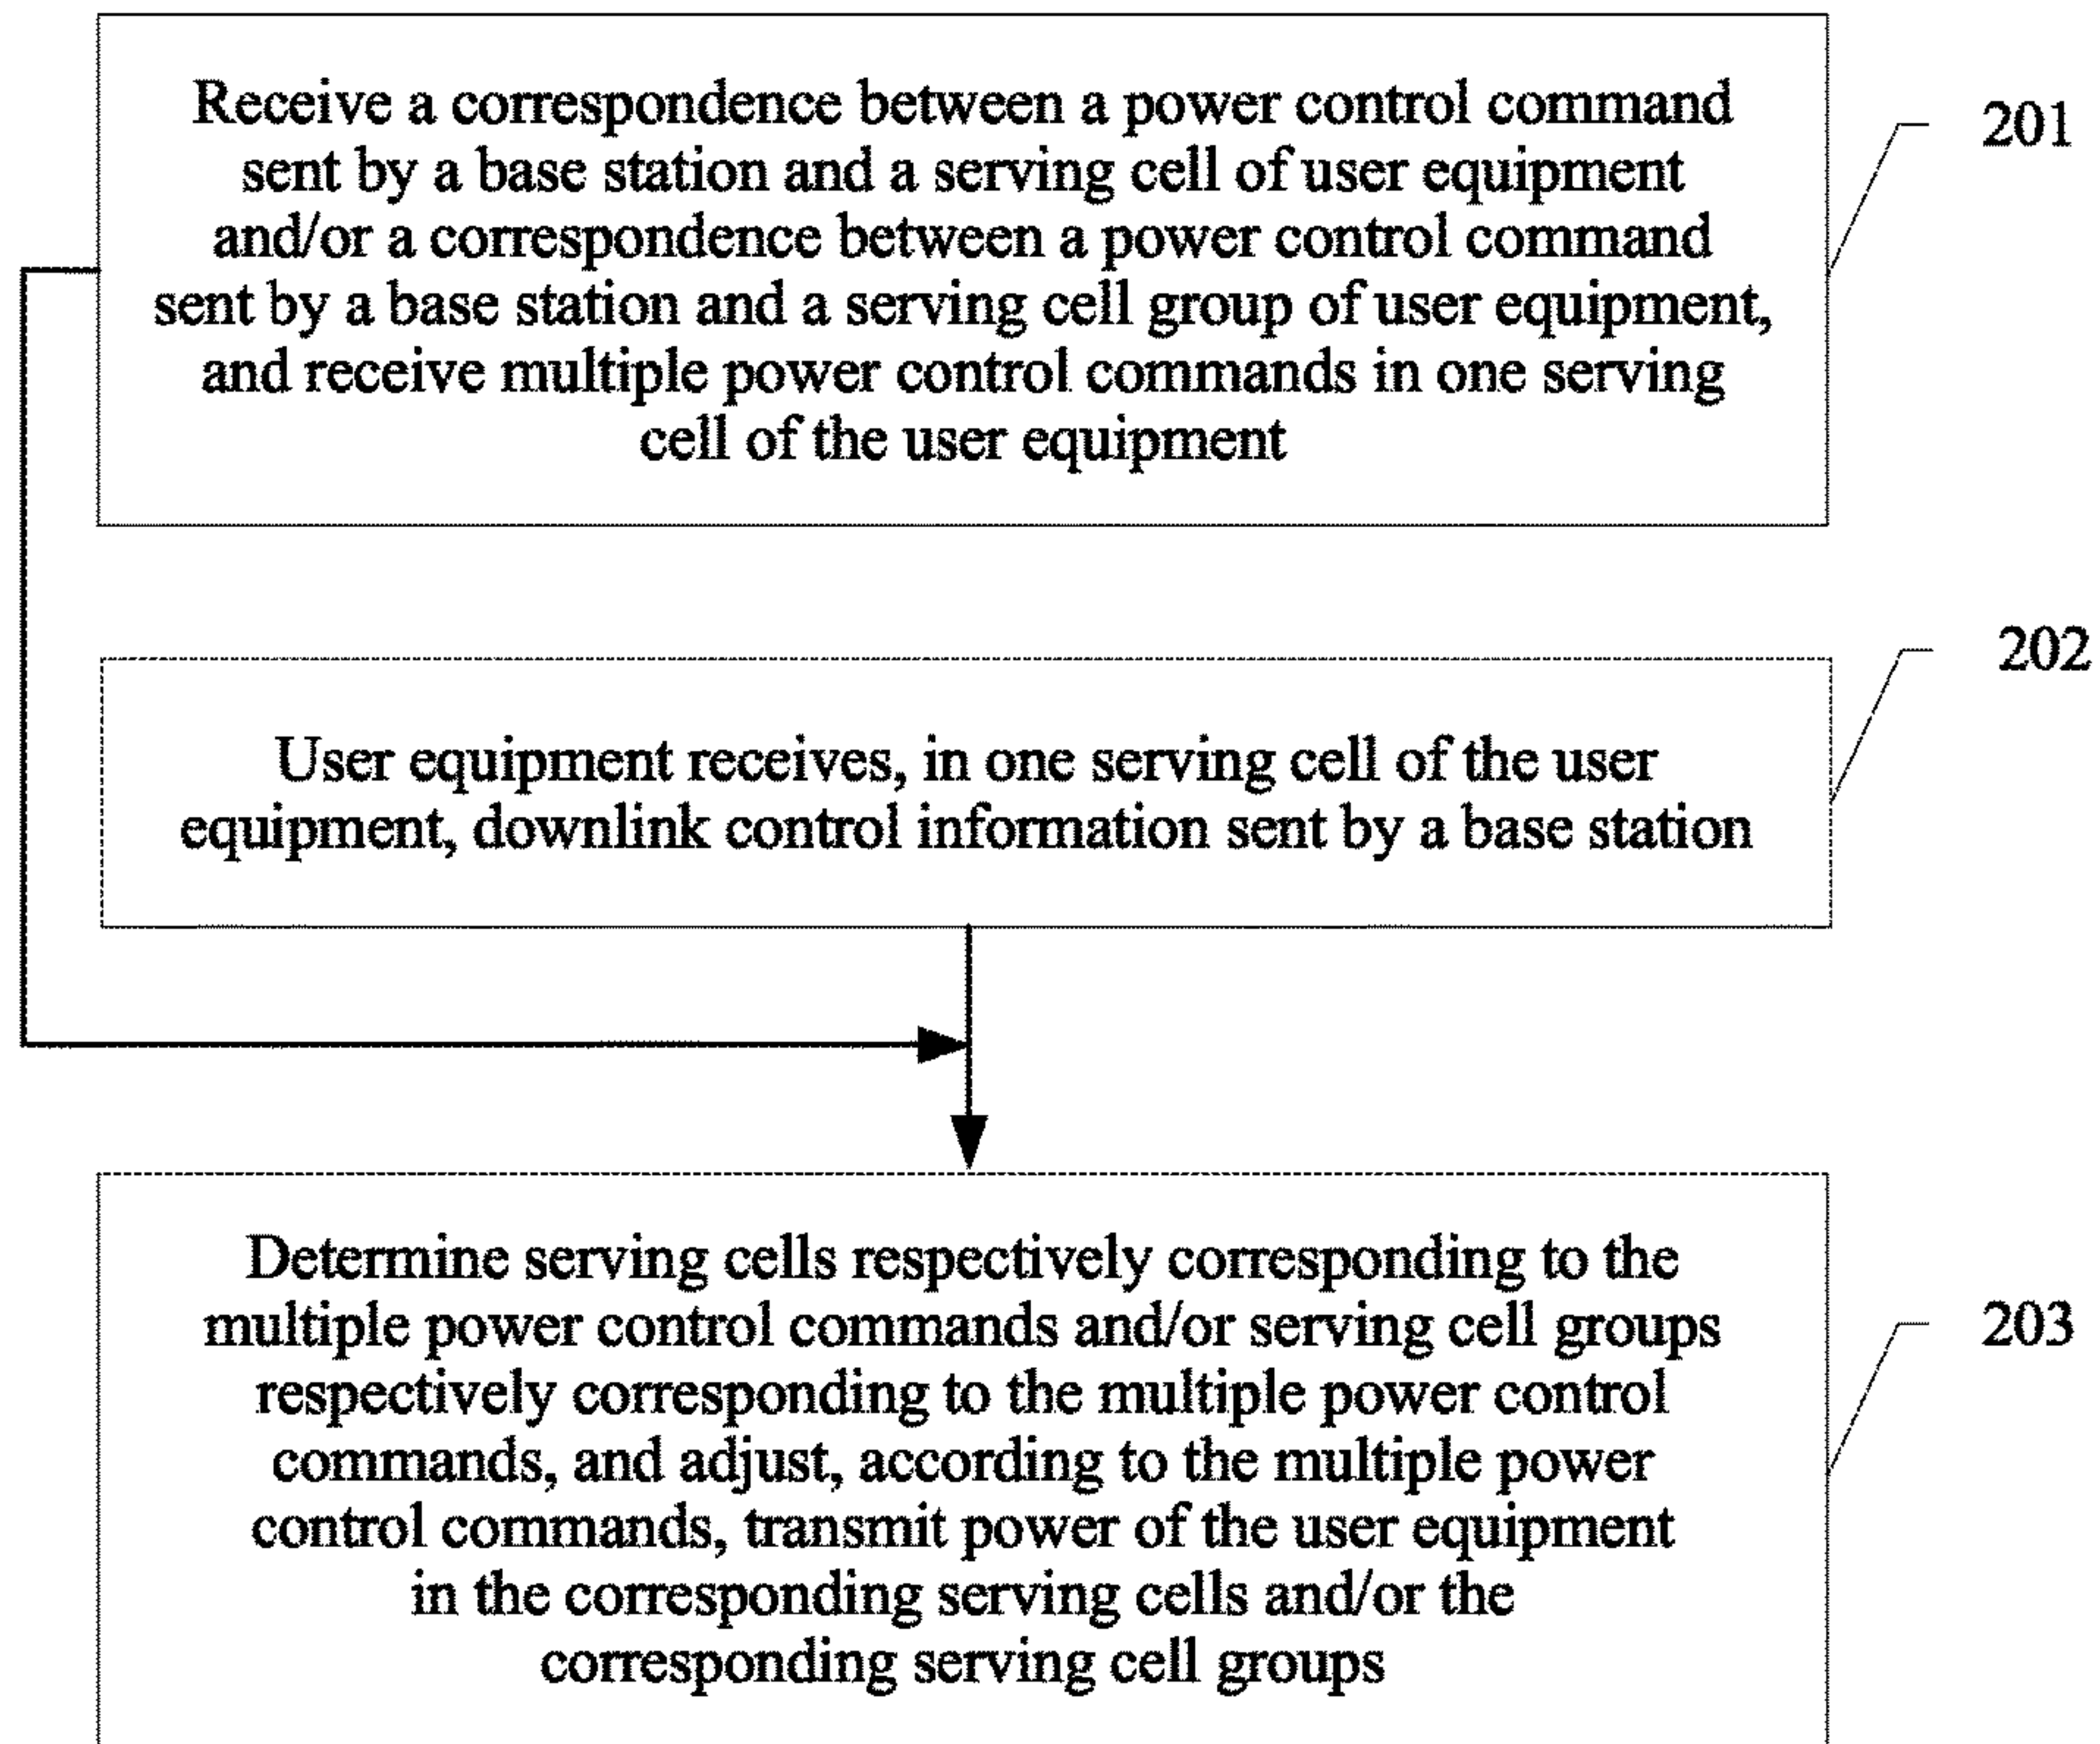 Receive a correspondence between a power control command
sent by a base station and a serving cell of user equipment
and/or a correspondence between a power control command
sent by a base station and a serving cell group of user equipment,
and receive multiple power control commands in one serving
cell of the user equipment
201
User equipment receives, in one serving cell of the user
equipment, downlink control information sent by a base station
202
Determine serving cells respectively corresponding to the
multiple power control commands and/or serving cell groups
respectively corresponding to the multiple power control
commands, and adjust, according to the multiple power
control commands, transmit power of the user equipment
in the corresponding serving cells and/or the
corresponding serving cell groups
203